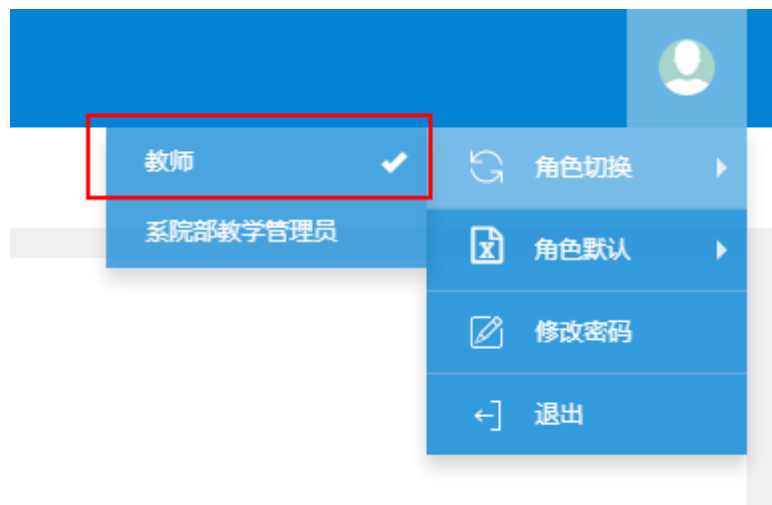 教师
系院部教学管理员
角色切换
角色默认
修改密码
退出